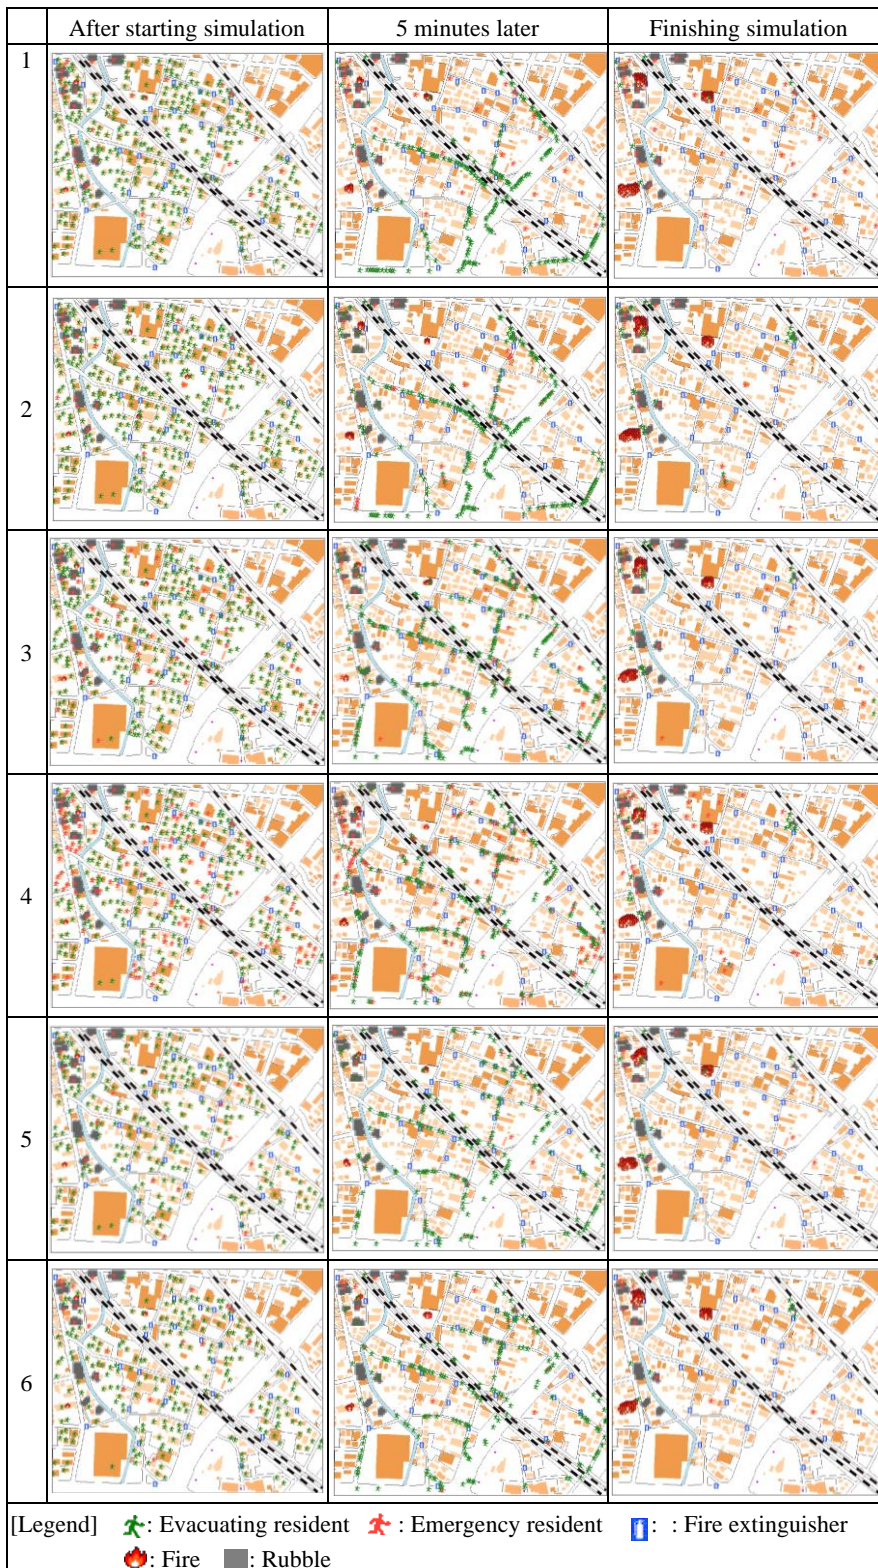 After starting simulation 5 minutes later Finishing simulation
1
2
3
4
5
6
[Legend] : Evacuating resident : Emergency resident : : Fire extinguisher
: Fire : Rubble